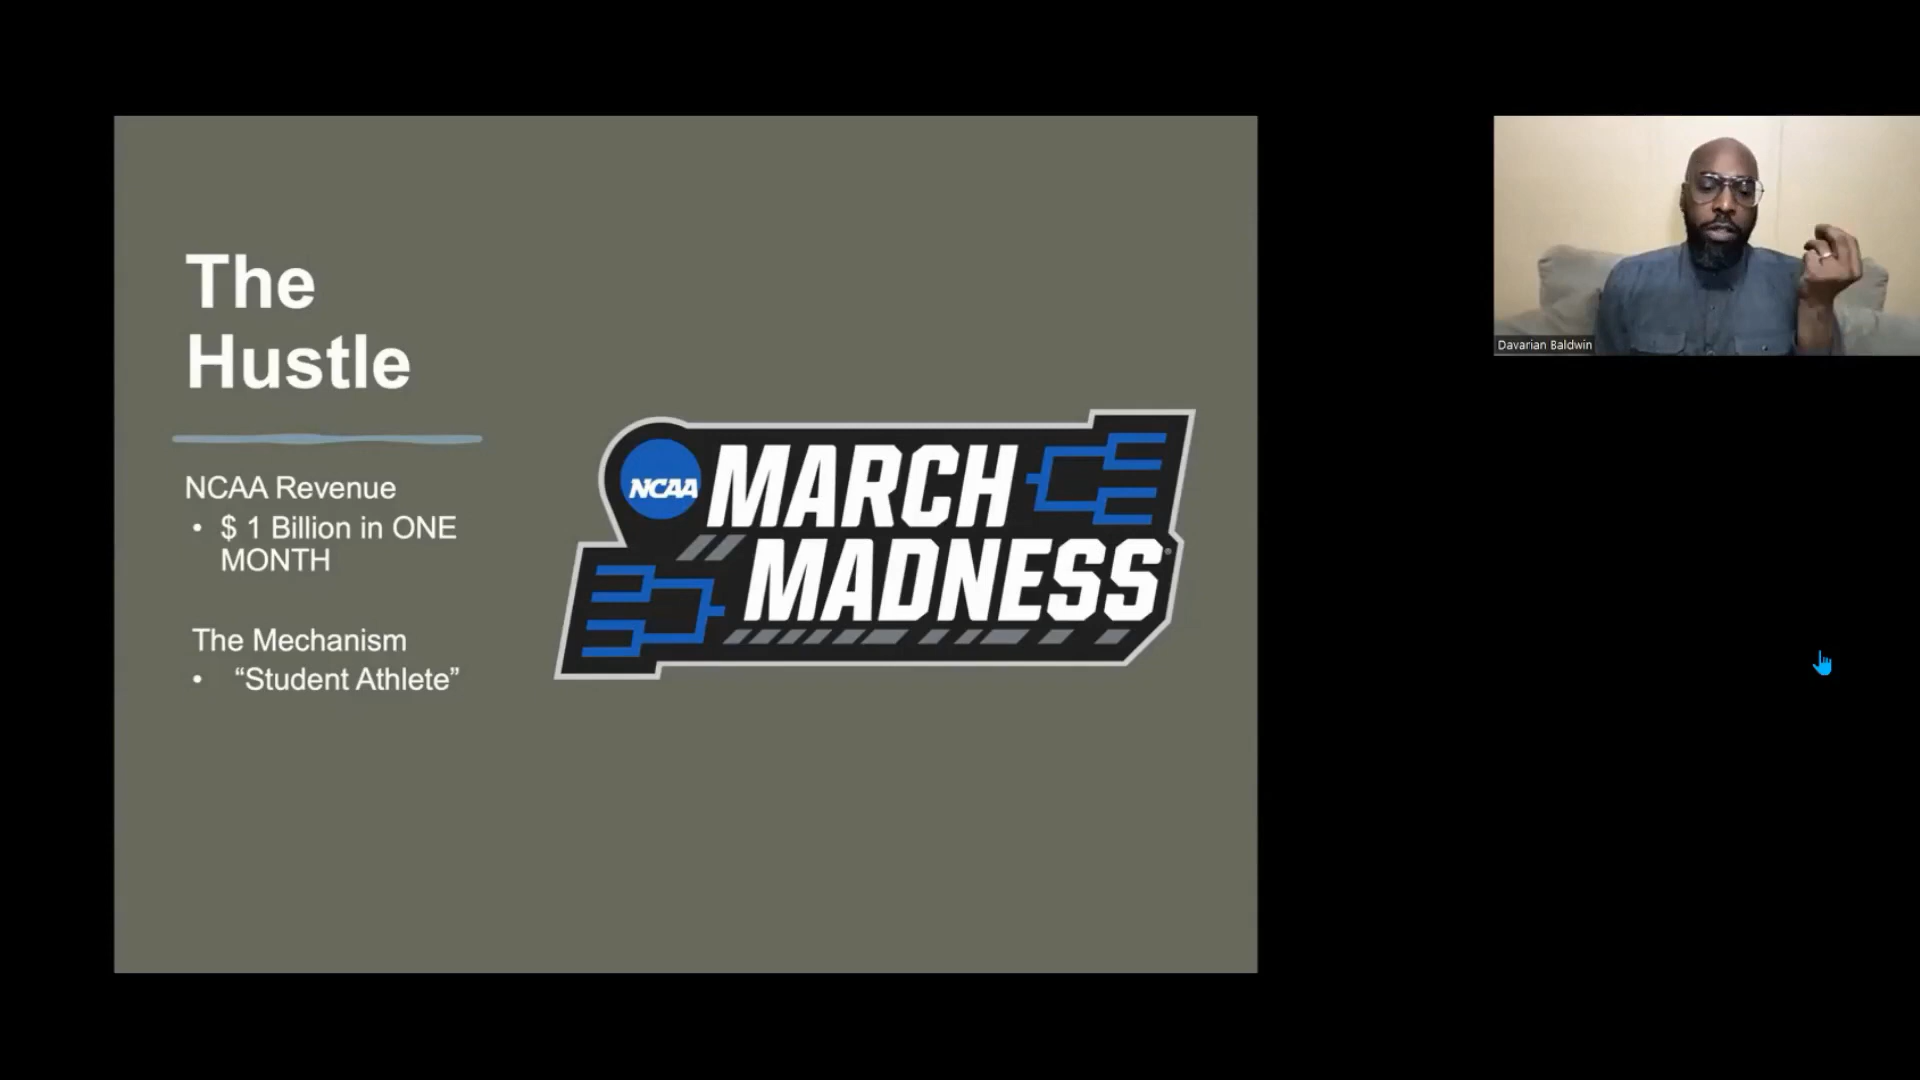 The
Hustle
NCAA Revenue
• $ 1 Billion in ONE
MONTH
The Mechanism
• “Student Athlete”
NCAA
MARCH
MADNESS
Davarian Baldwin